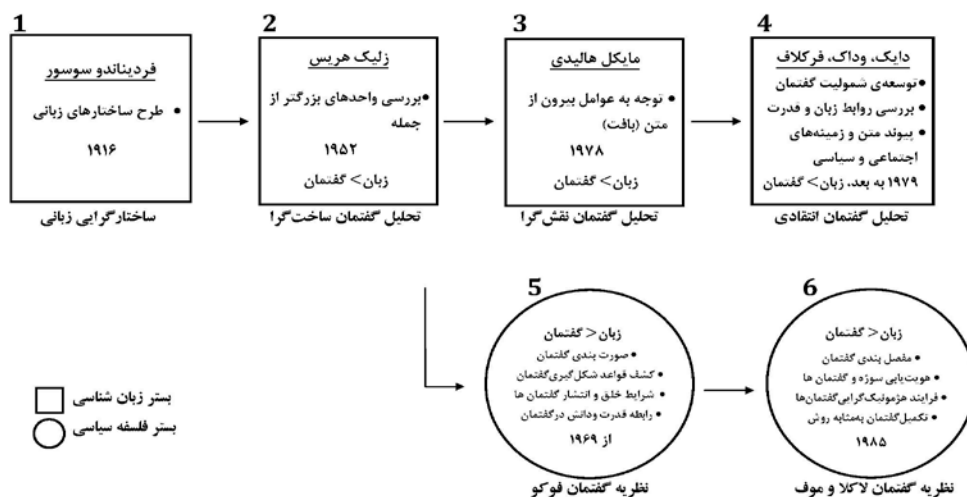 1
فردیناندو سوسور
• طرح ساختارهای زبانی
۱۹۱۶
ساختارگرایی زبانی
2
زلیک هریس
• بررسی واحدهای بزرگتر از
جمله
۱۹۵۲
زبان > گفتمان
تحلیل گفتمان ساخت‌گرا
3
مایکل هالیدی
• توجه به عوامل بیرون از
متن (بافت)
۱۹۷۸
زبان > گفتمان
تحلیل گفتمان نقش‌گرا
4
دایک، وداک، فرکلاف
• توسعه‌ی شمولیت گفتمان
• بررسی روابط زبان و قدرت
• پیوند متن و زمینه‌های
اجتماعی و سیاسی
۱۹۷۹ به بعد، زبان > گفتمان
تحلیل گفتمان انتقادی
5
زبان < گفتمان
• صورت بندی گفتمان
• کشف قواعد شکل‌گیری‌گفتمان
• شرایط خلق و انتشار گفتمان ها
• رابطه قدرت ودانش درگفتمان
از ۱۹۶۹
نظریه گفتمان فوکو
6
زبان < گفتمان
• مفصل بندی گفتمان
• هویت‌یابی سوژه و گفتمان ها
• فرایند هژمونیک‌گرایی‌گفتمان‌ها
• تکمیل‌گفتمان به‌مثابه روش
۱۹۸۵
نظریه گفتمان لاکلا و موف
بستر زبان شناسی
بستر فلسفه سیاسی